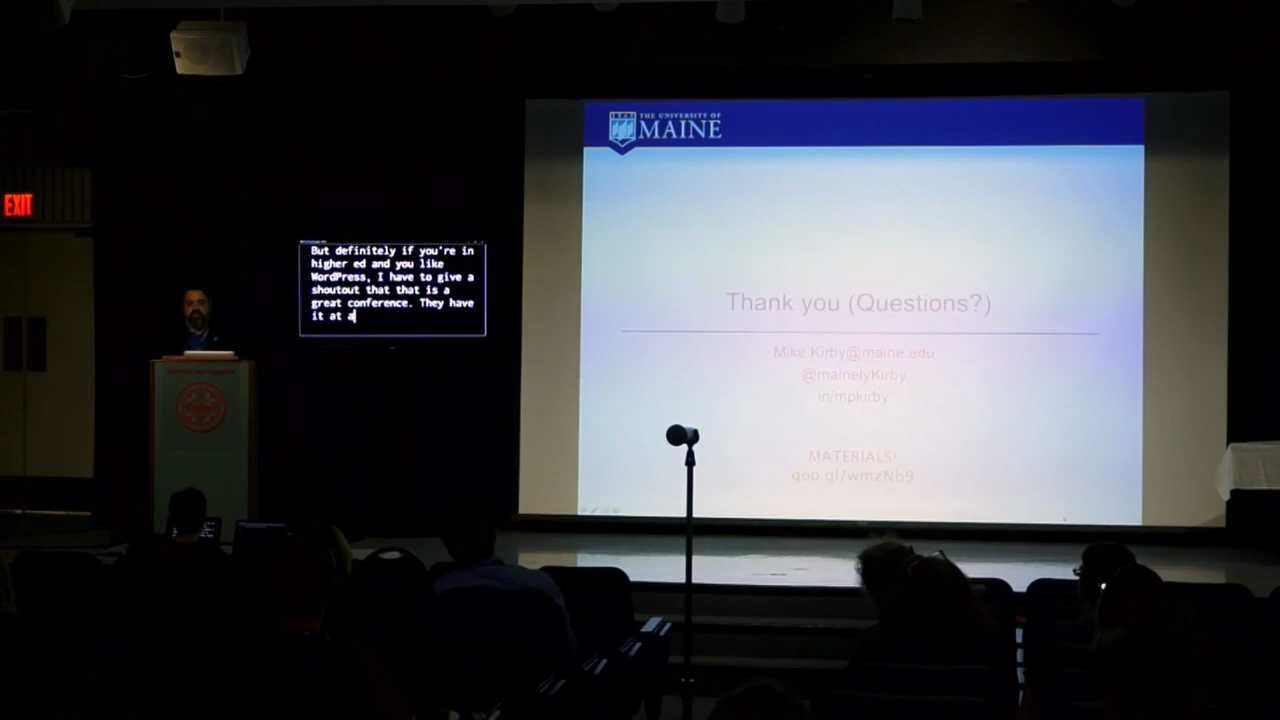 EXIT
But definitely if you're in
higher ed and you like
WordPress, I have to give a
shoutout that that is a
great conference. They have
it at a
THE UNIVERSITY OF
MAINE
Thank you (Questions?)
Mike.Kirby@maine.edu
@mainelyKirby
in/mpkirby
MATERIALS:
goo.gl/wmzNb9